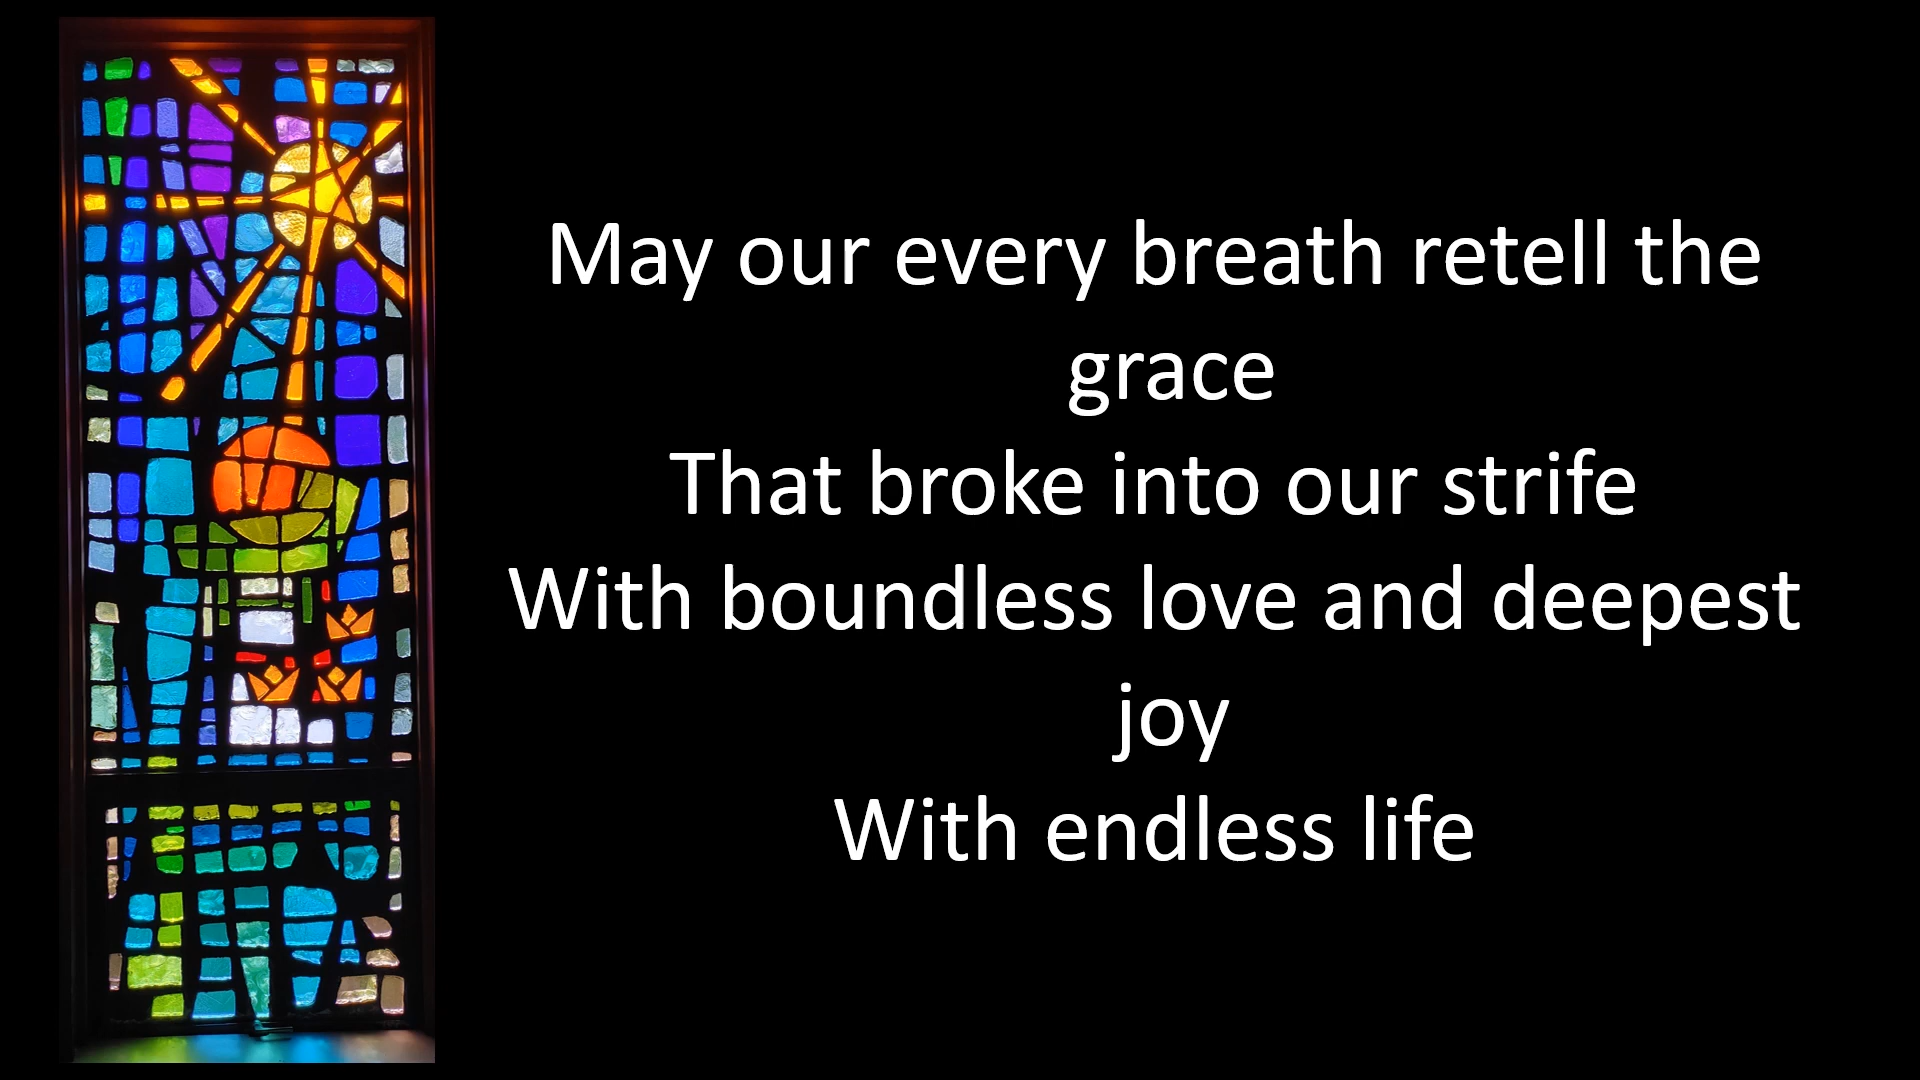 May our every breath retell the
grace
That broke into our strife
With boundless love and deepest
joy
With endless life